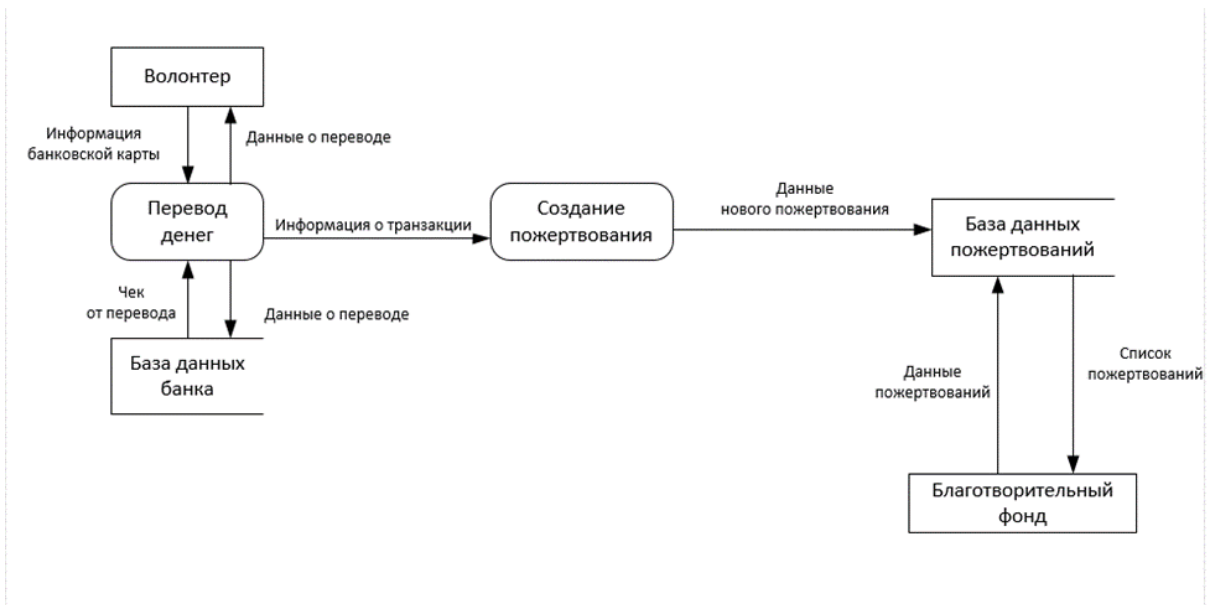 Волонтер
Информация
банковской карты
Данные о переводе
Перевод
денег
Информация о транзакции
Создание
пожертвования
Данные
нового пожертвования
База данных
пожертвований
Чек
от перевода
Данные о переводе
База данных
банка
Данные
пожертвований
Список
пожертвований
Благотворительный
фонд